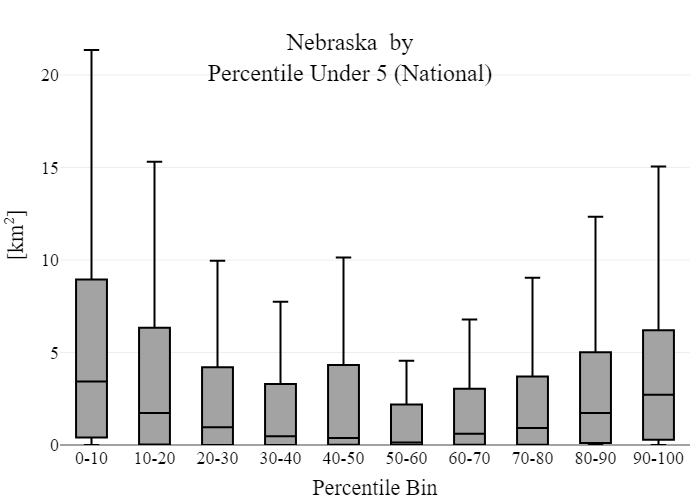 Nebraska by
Percentile Under 5 (National)
20
15
10
5
0
[km²]
0-10 10-20 20-30 30-40 40-50 50-60 60-70 70-80 80-90 90-100
Percentile Bin